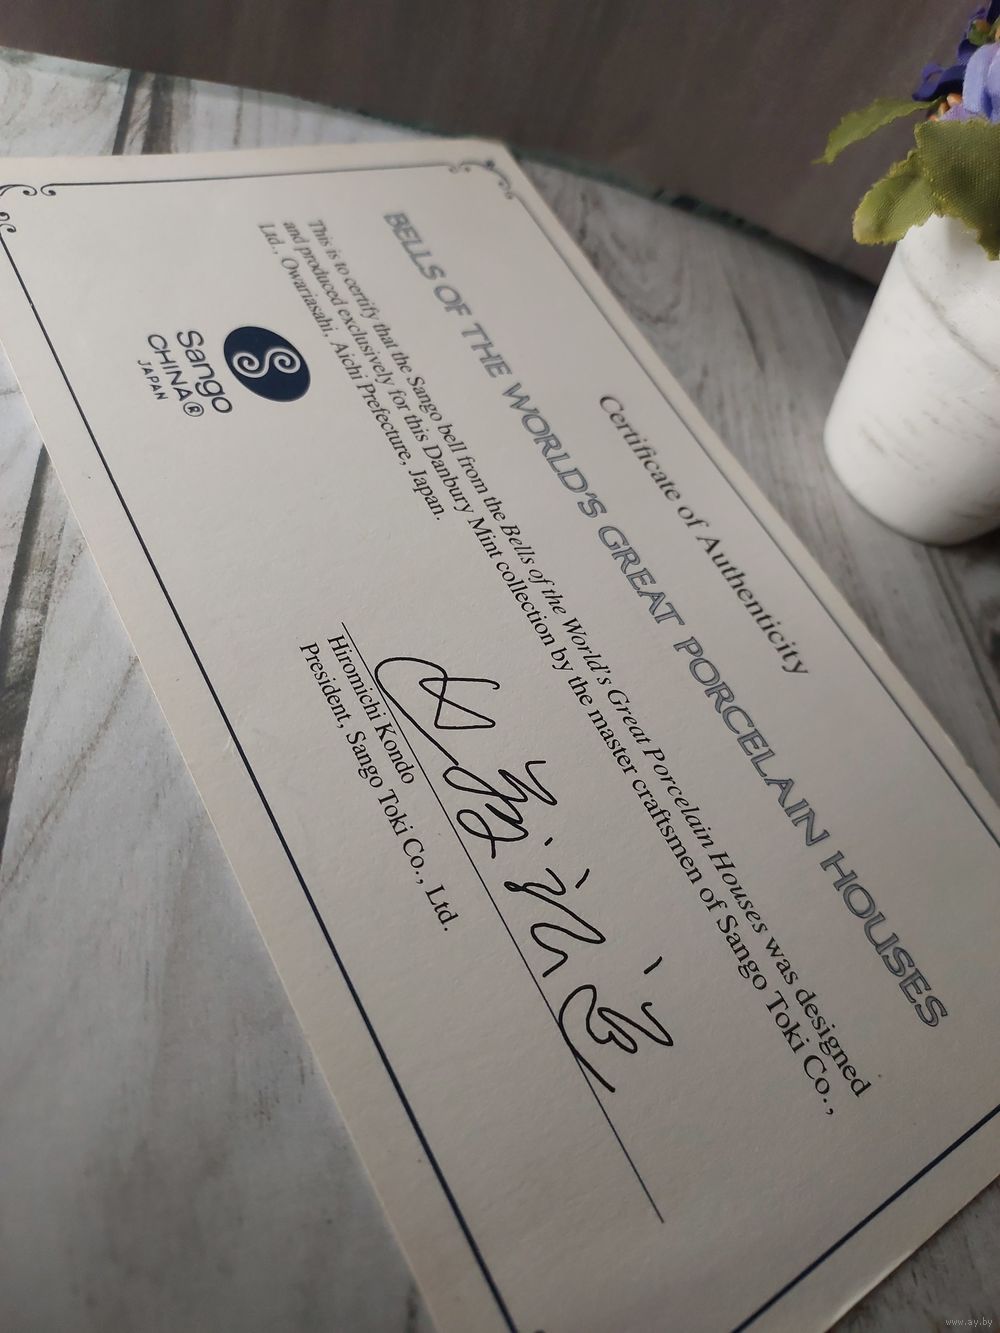 Certificate of Authenticity
BELLS OF THE WORLD'S GREAT PORCELAIN HOUSES
This is to certify that the Sango bell from the Bells of the World's Great Porcelain Houses was designed
and produced exclusively for this Danbury Mint collection by the master craftsmen of Sango Toki Co.,
Ltd., Owariasahi, Aichi Prefecture, Japan.
Sango
CHINA®
JAPAN
Hiromichi Kondo
President, Sango Toki Co., Ltd.
www.ay.by